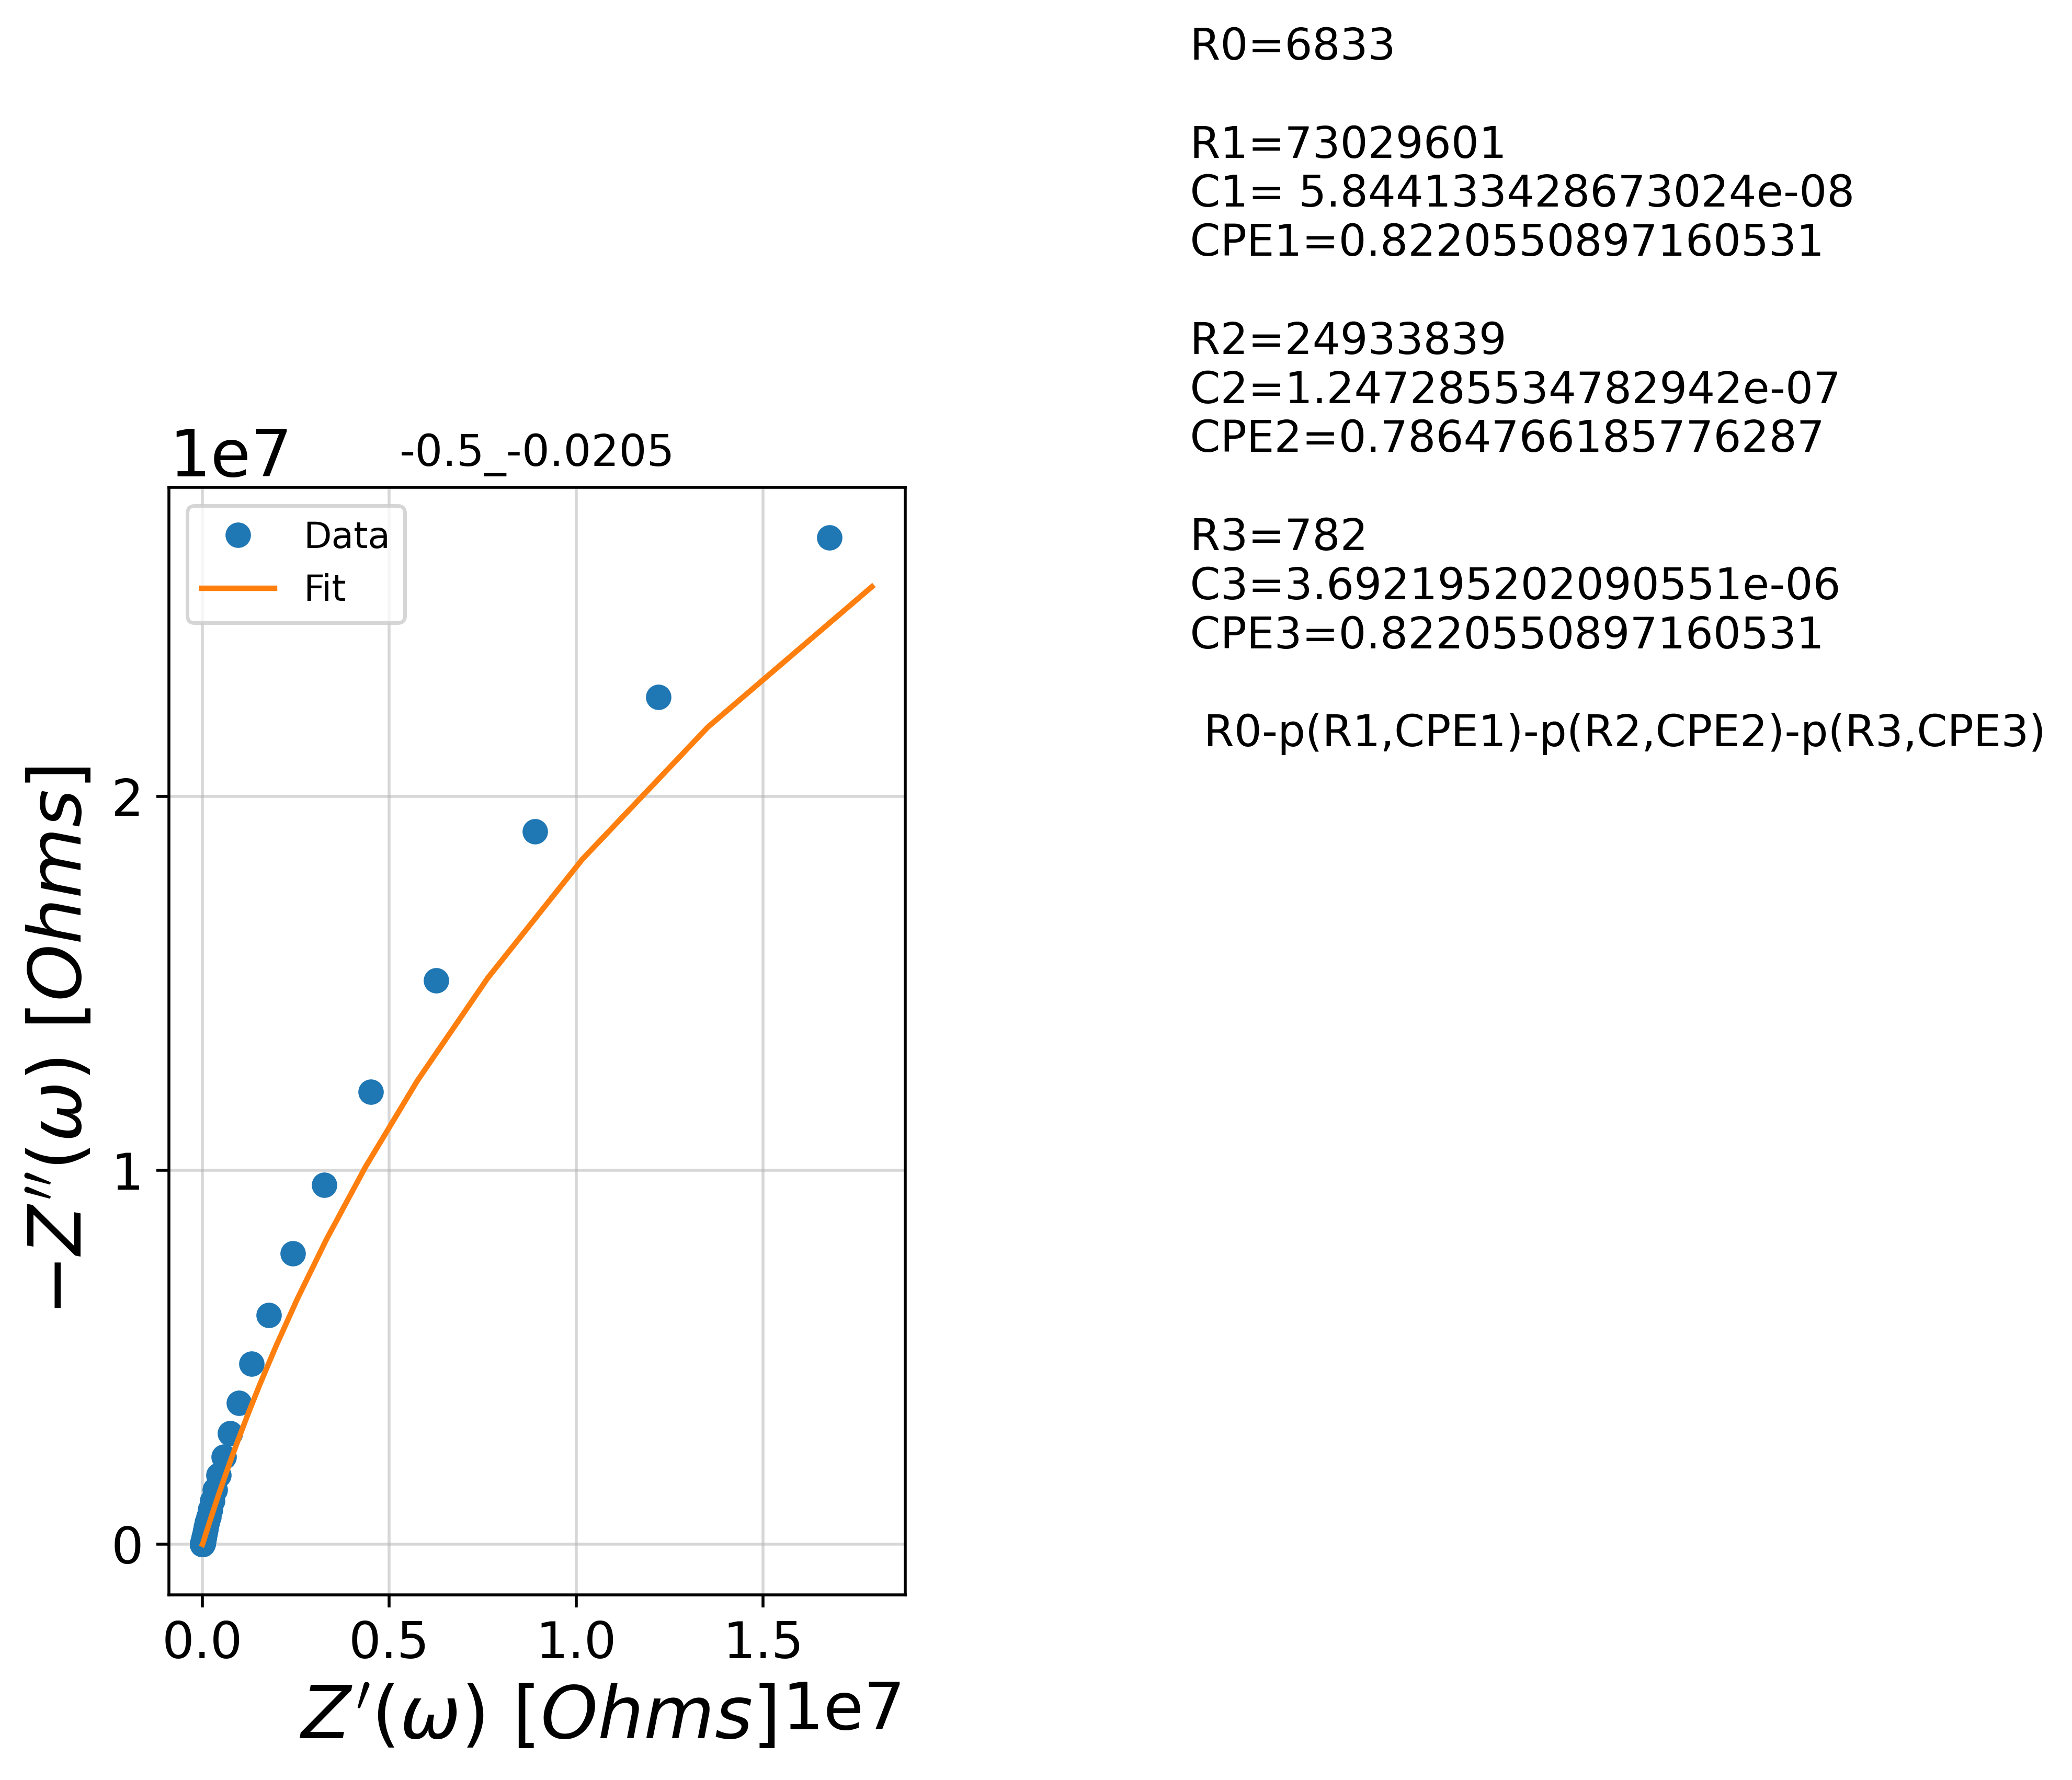 R0=6833
R1=73029601
C1= 5.844133428673024e-08
CPE1=0.8220550897160531
R2=24933839
C2=1.247285534782942e-07
CPE2=0.7864766185776287
R3=782
C3=3.692195202090551e-06
CPE3=0.8220550897160531
R0-p(R1,CPE1)-p(R2,CPE2)-p(R3,CPE3)
1e7
-0.5_-0.0205
Data
Fit
−Z″(ω) [Ohms]
2
1
0
0.0 0.5 1.0 1.5
Z′(ω) [Ohms]
1e7